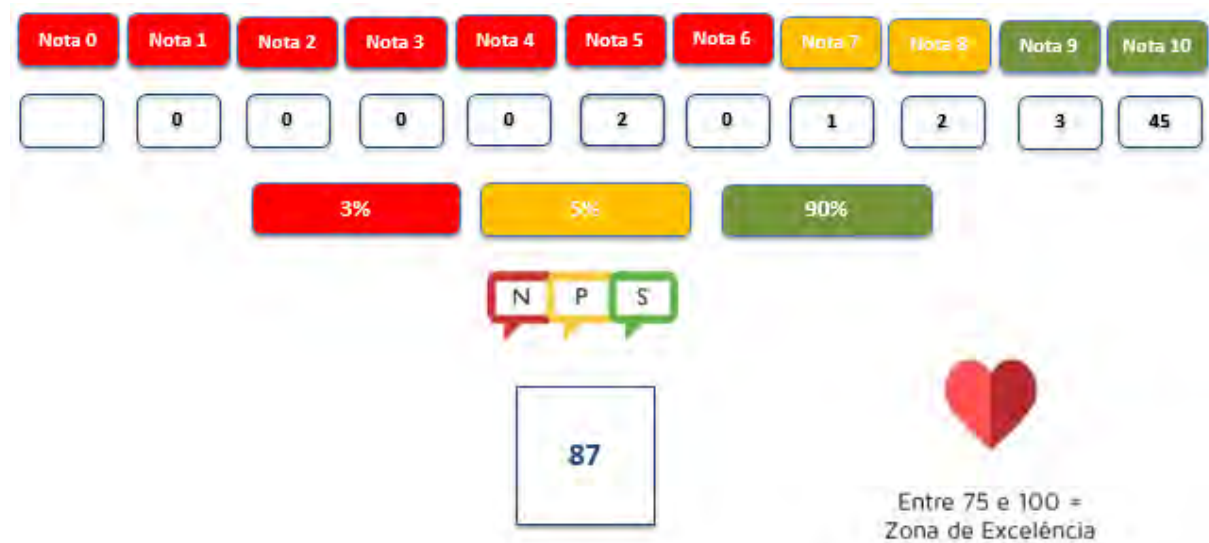 Nota 0 Nota 1 Nota 2 Nota 3 Nota 4 Nota 5 Nota 6 Nota 7 Nota 8 Nota 9 Nota 10
0 0 0 0 2 0 1 2 3 45
3% 5% 90%
N P S
87
Entre 75 e 100 =
Zona de Excelência